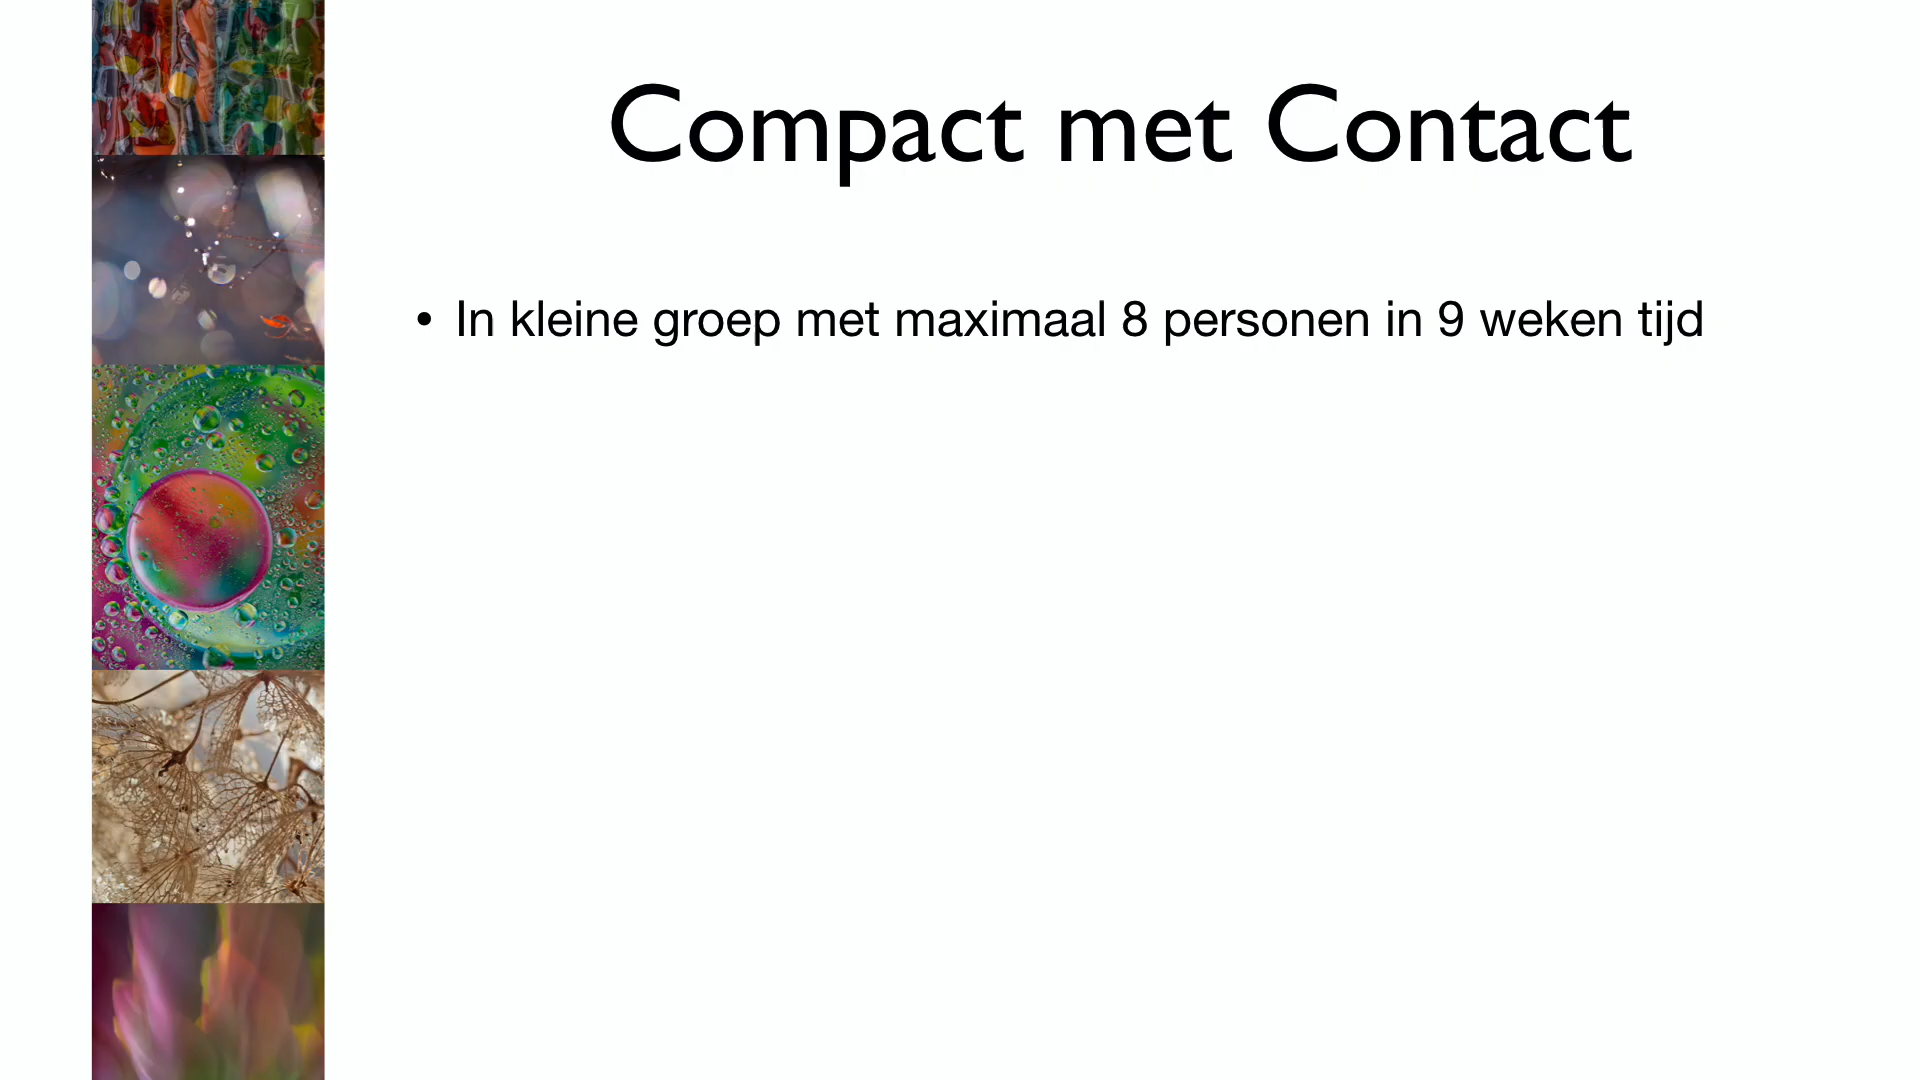 Compact met Contact
• In kleine groep met maximaal 8 personen in 9 weken tijd